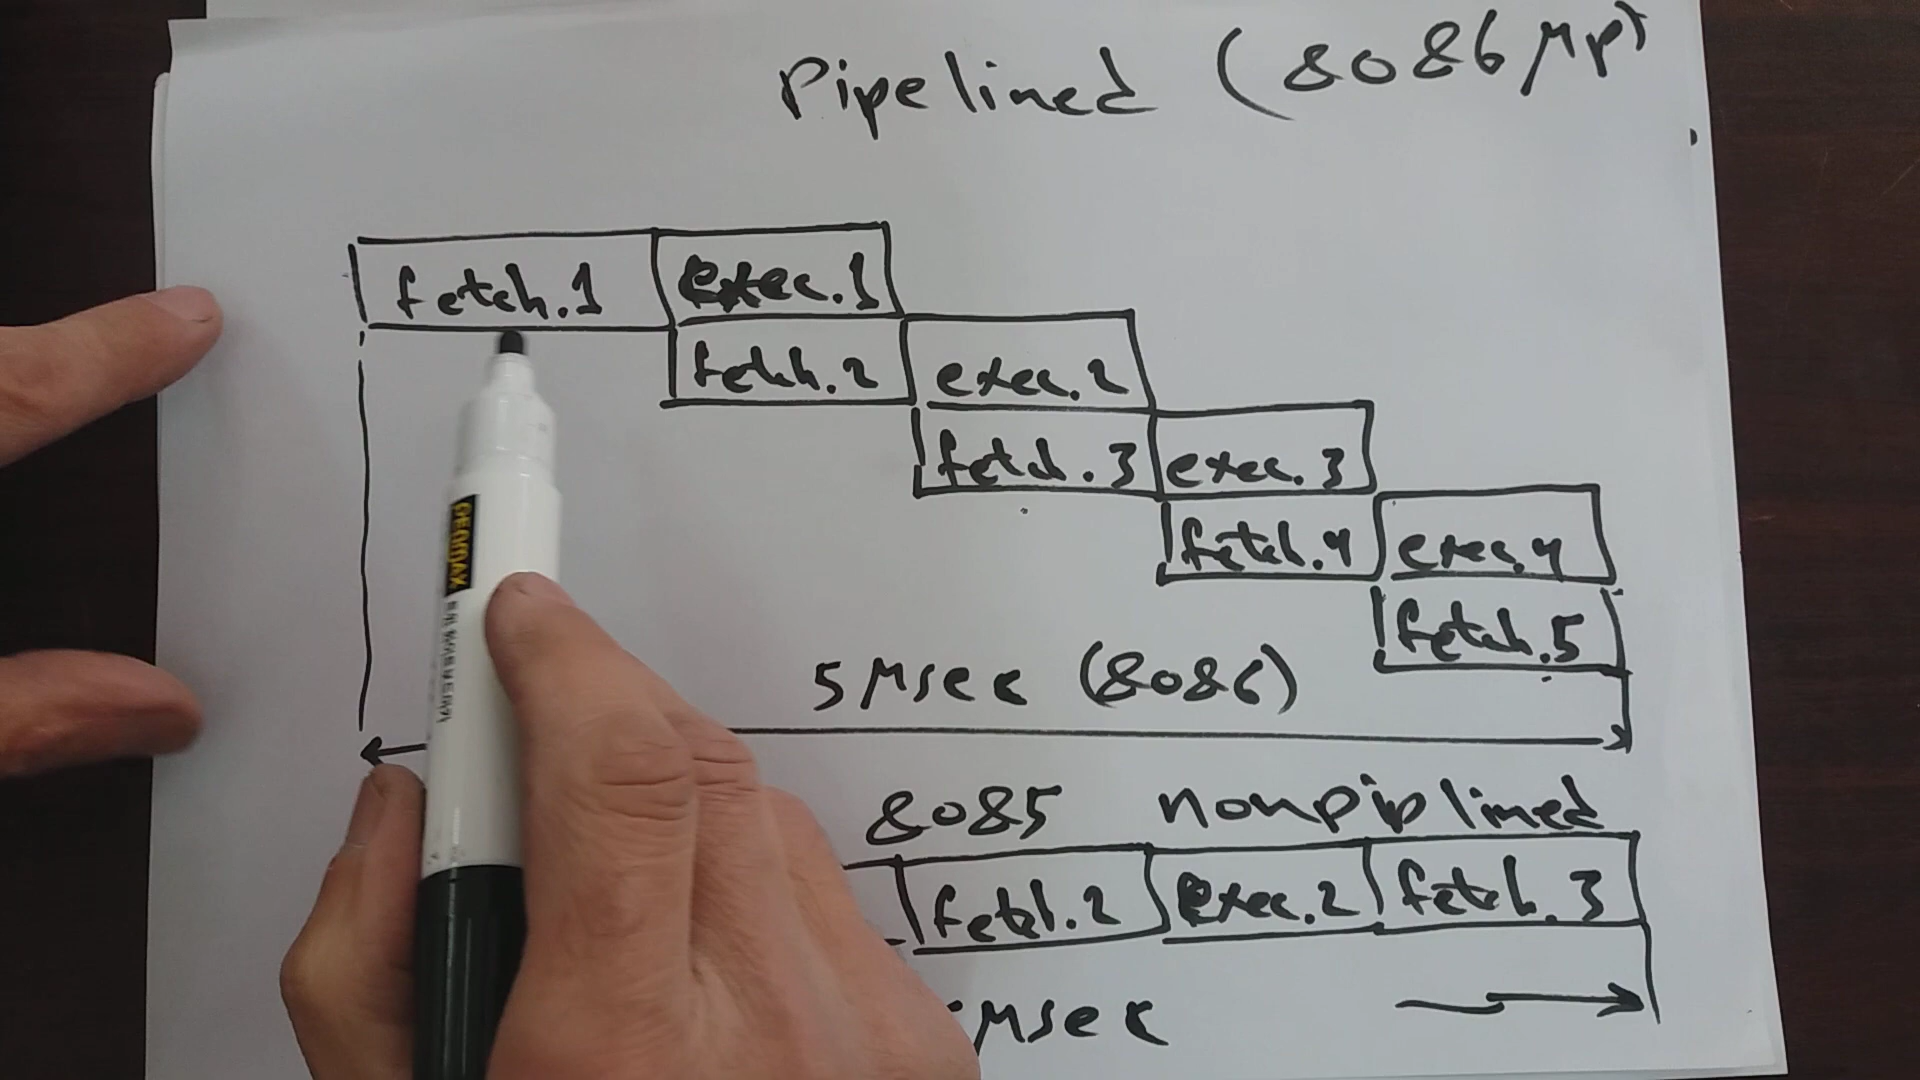 Pipelined (8086 μp)
fetch.1 exec.1
fetch.2 exec.2
fetch.3 exec.3
fetch.4 exec.4
fetch.5
5 μsec (8086)
8085 nonpiplined
fetch.2 exec.2 fetch.3
μsec
GEOMAX